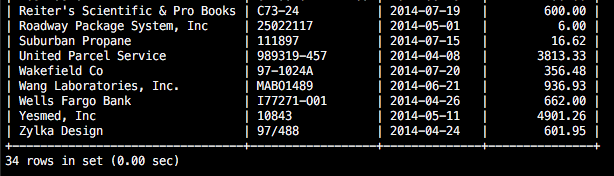 | Reiter's Scientific & Pro Books | C73-24 | 2014-07-19 | 600.00 |
| Roadway Package System, Inc | 25022117 | 2014-05-01 | 6.00 |
| Suburban Propane | 111897 | 2014-07-15 | 16.62 |
| United Parcel Service | 989319-457 | 2014-04-08 | 3813.33 |
| Wakefield Co | 97-1024A | 2014-07-20 | 356.48 |
| Wang Laboratories, Inc. | MABO1489 | 2014-06-21 | 936.93 |
| Wells Fargo Bank | I77271-O01 | 2014-04-26 | 662.00 |
| Yesmed, Inc | 10843 | 2014-05-11 | 4901.26 |
| Zylka Design | 97/488 | 2014-04-24 | 601.95 |
34 rows in set (0.00 sec)